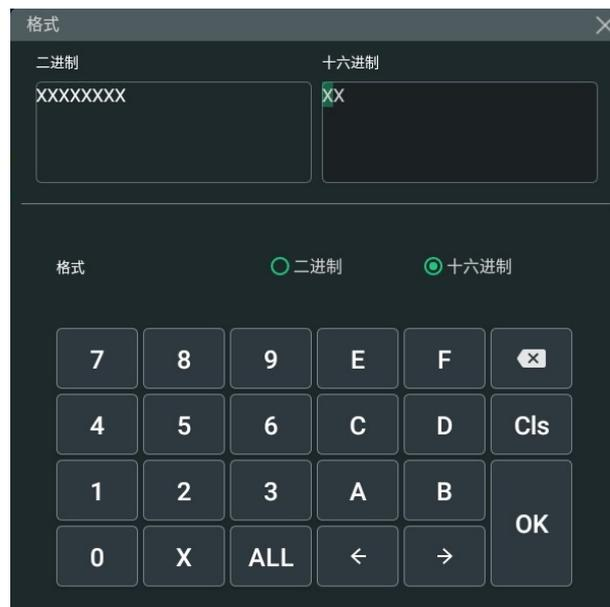 格式
二进制 十六进制
XXXXXXXX XX
格式 二进制 十六进制
7 8 9 E F
4 5 6 C D Cls
1 2 3 A B
OK
0 X ALL ← →